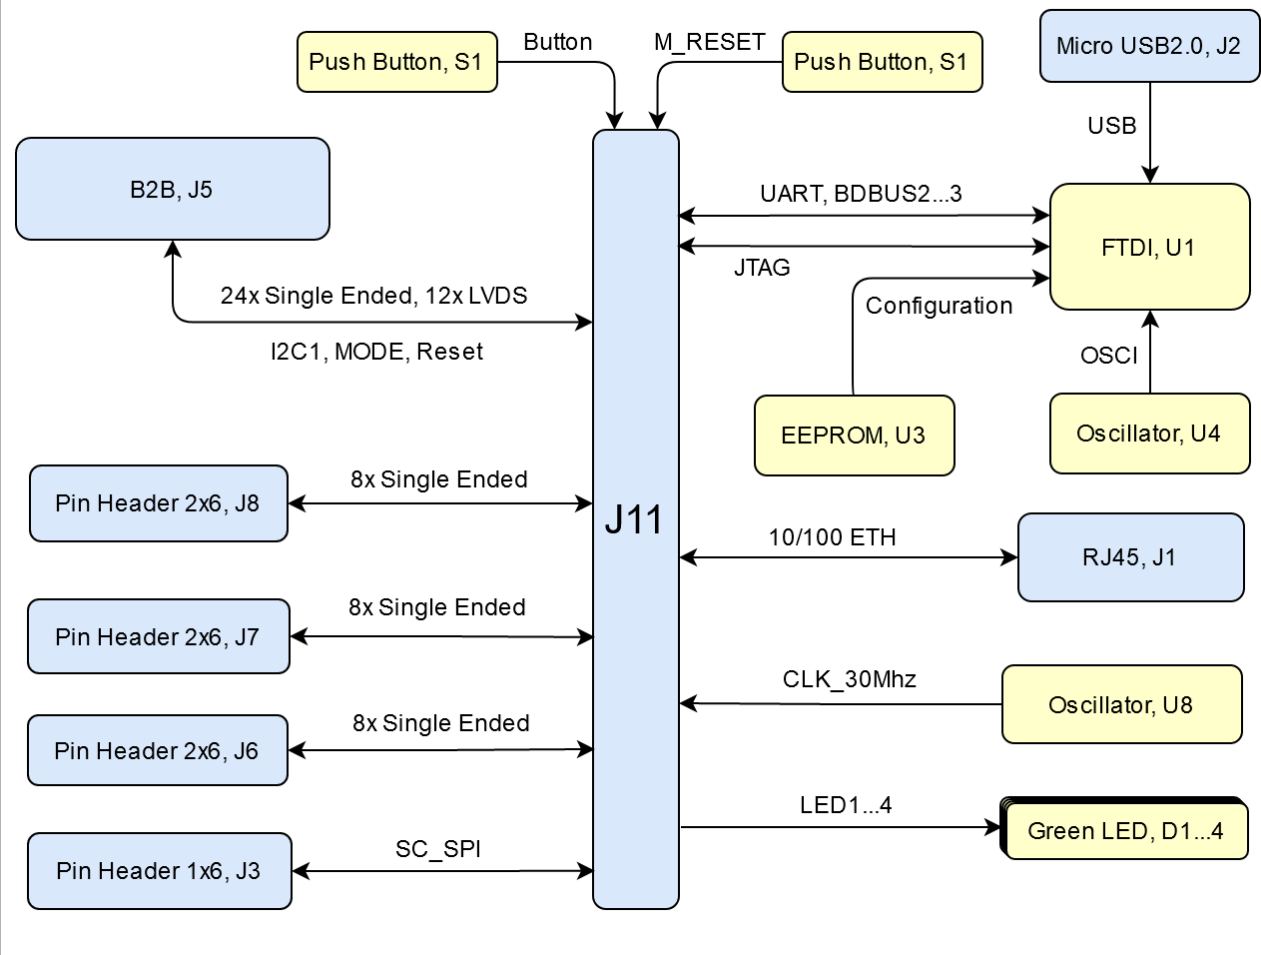 Button
M_RESET
Push Button, S1
Push Button, S1
Micro USB2.0, J2
USB
B2B, J5
UART, BDBUS2...3
FTDI, U1
JTAG
24x Single Ended, 12x LVDS
Configuration
I2C1, MODE, Reset
OSCI
EEPROM, U3
Oscillator, U4
8x Single Ended
Pin Header 2x6, J8
J11
10/100 ETH
RJ45, J1
8x Single Ended
Pin Header 2x6, J7
CLK_30Mhz
Oscillator, U8
8x Single Ended
Pin Header 2x6, J6
LED1...4
Green LED, D1...4
SC_SPI
Pin Header 1x6, J3